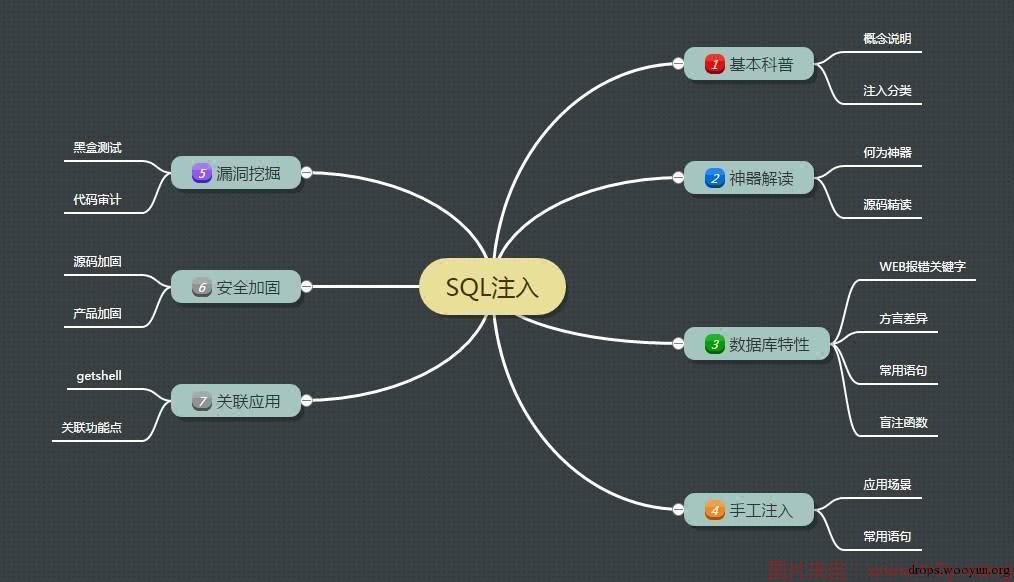 SQL注入
1 基本科普
概念说明
注入分类
2 神器解读
何为神器
源码精读
3 数据库特性
WEB报错关键字
方言差异
常用语句
盲注函数
4 手工注入
应用场景
常用语句
5 漏洞挖掘
黑盒测试
代码审计
6 安全加固
源码加固
产品加固
7 关联应用
getshell
关联功能点
图片来自
drops.wooyun.org